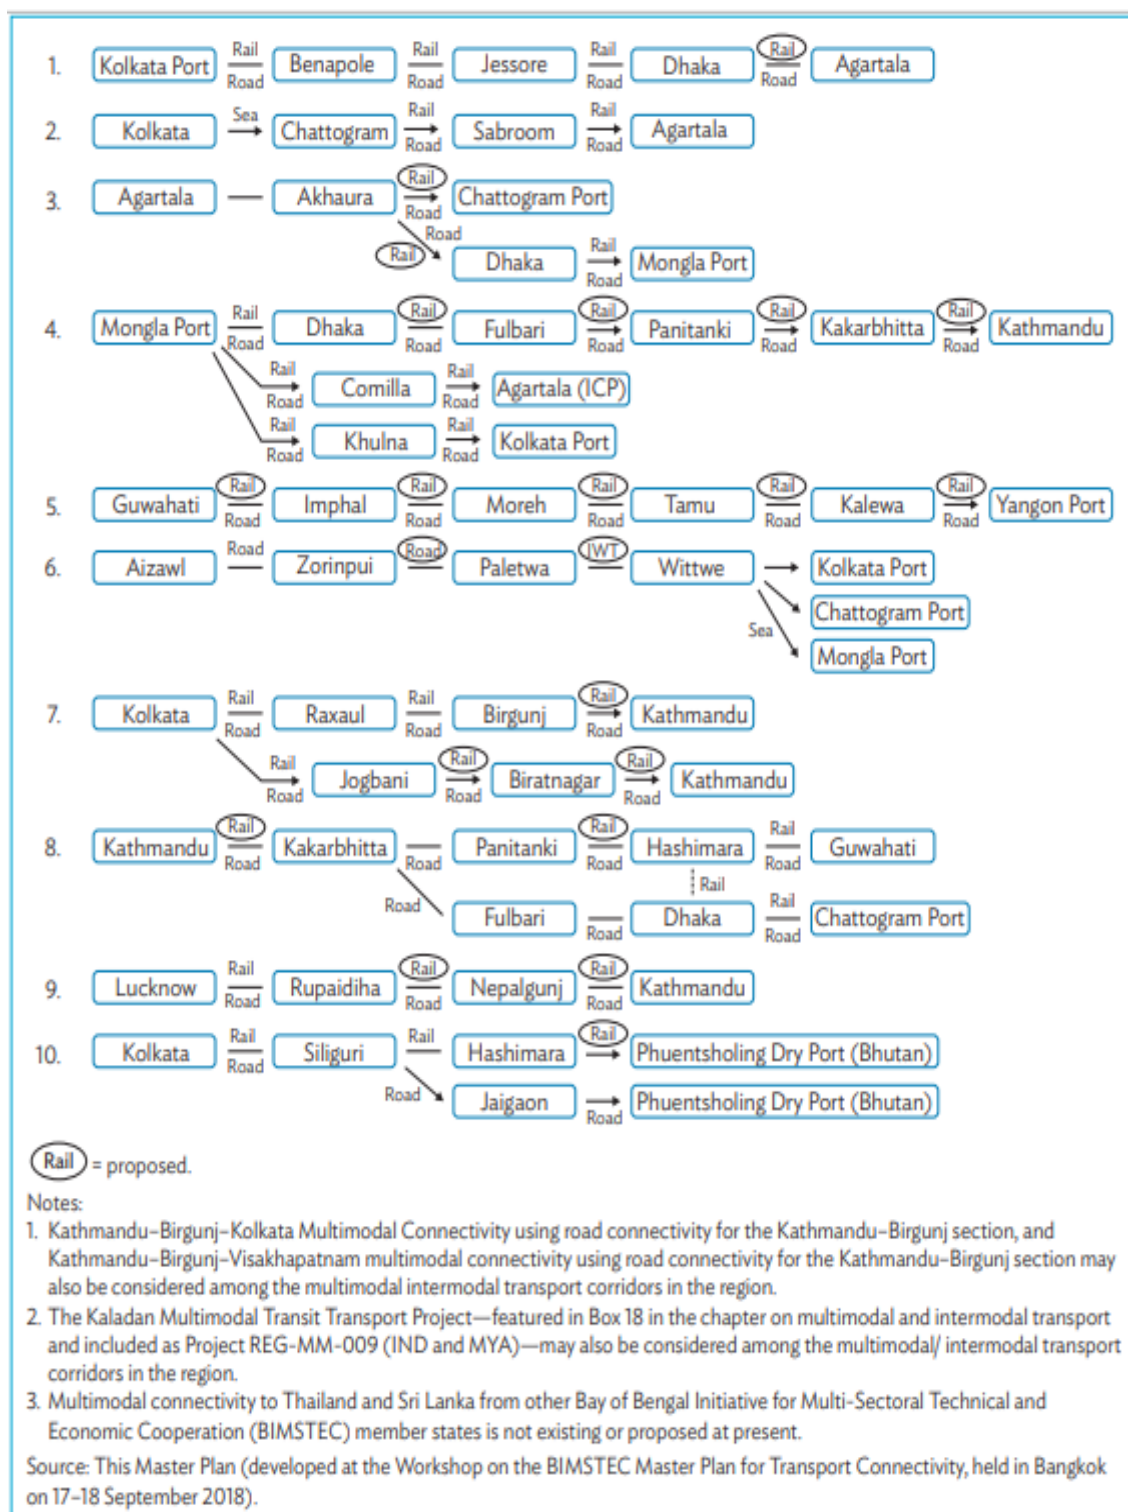 Rail Rail Rail Rail
1. Kolkata Port Benapole Jessore Dhaka Agartala
Road Road Road Road
Sea Rail Rail
2. Kolkata Chattogram Sabroom Agartala
Road Road
Rail
3. Agartala Akhaura Chattogram Port
Road
Road
Rail Dhaka Rail Mongla Port
Road
Rail Rail Rail Rail Rail
4. Mongla Port Dhaka Fulbari Panitanki Kakarbhitta Kathmandu
Road Road Road Road Road
Rail Rail
Comilla Agartala (ICP)
Road Road
Rail Rail
Khulna Kolkata Port
Road Road
Rail Rail Rail Rail Rail
5. Guwahati Imphal Moreh Tamu Kalewa Yangon Port
Road Road Road Road Road
Road Road IWT
6. Aizawl Zorinpui Paletwa Wittwe Kolkata Port
Chattogram Port
Sea
Mongla Port
Rail Rail Rail
7. Kolkata Raxaul Birgunj Kathmandu
Road Road Road
Rail Rail Rail
Jogbani Biratnagar Kathmandu
Road Road Road
Rail Rail Rail
8. Kathmandu Kakarbhitta Panitanki Hashimara Guwahati
Road Road Road Road
Rail
Road Rail
Fulbari Dhaka Chattogram Port
Road Road
Rail Rail Rail
9. Lucknow Rupaidiha Nepalgunj Kathmandu
Road Road Road
Rail Rail Rail
10. Kolkata Siliguri Hashimara Phuentsholing Dry Port (Bhutan)
Road
Road Jaigaon Phuentsholing Dry Port (Bhutan)
Road
Rail = proposed.
Notes:
1. Kathmandu–Birgunj–Kolkata Multimodal Connectivity using road connectivity for the Kathmandu–Birgunj section, and
Kathmandu–Birgunj–Visakhapatnam multimodal connectivity using road connectivity for the Kathmandu–Birgunj section may
also be considered among the multimodal intermodal transport corridors in the region.
2. The Kaladan Multimodal Transit Transport Project—featured in Box 18 in the chapter on multimodal and intermodal transport
and included as Project REG-MM-009 (IND and MYA)—may also be considered among the multimodal/ intermodal transport
corridors in the region.
3. Multimodal connectivity to Thailand and Sri Lanka from other Bay of Bengal Initiative for Multi-Sectoral Technical and
Economic Cooperation (BIMSTEC) member states is not existing or proposed at present.
Source: This Master Plan (developed at the Workshop on the BIMSTEC Master Plan for Transport Connectivity, held in Bangkok
on 17–18 September 2018).